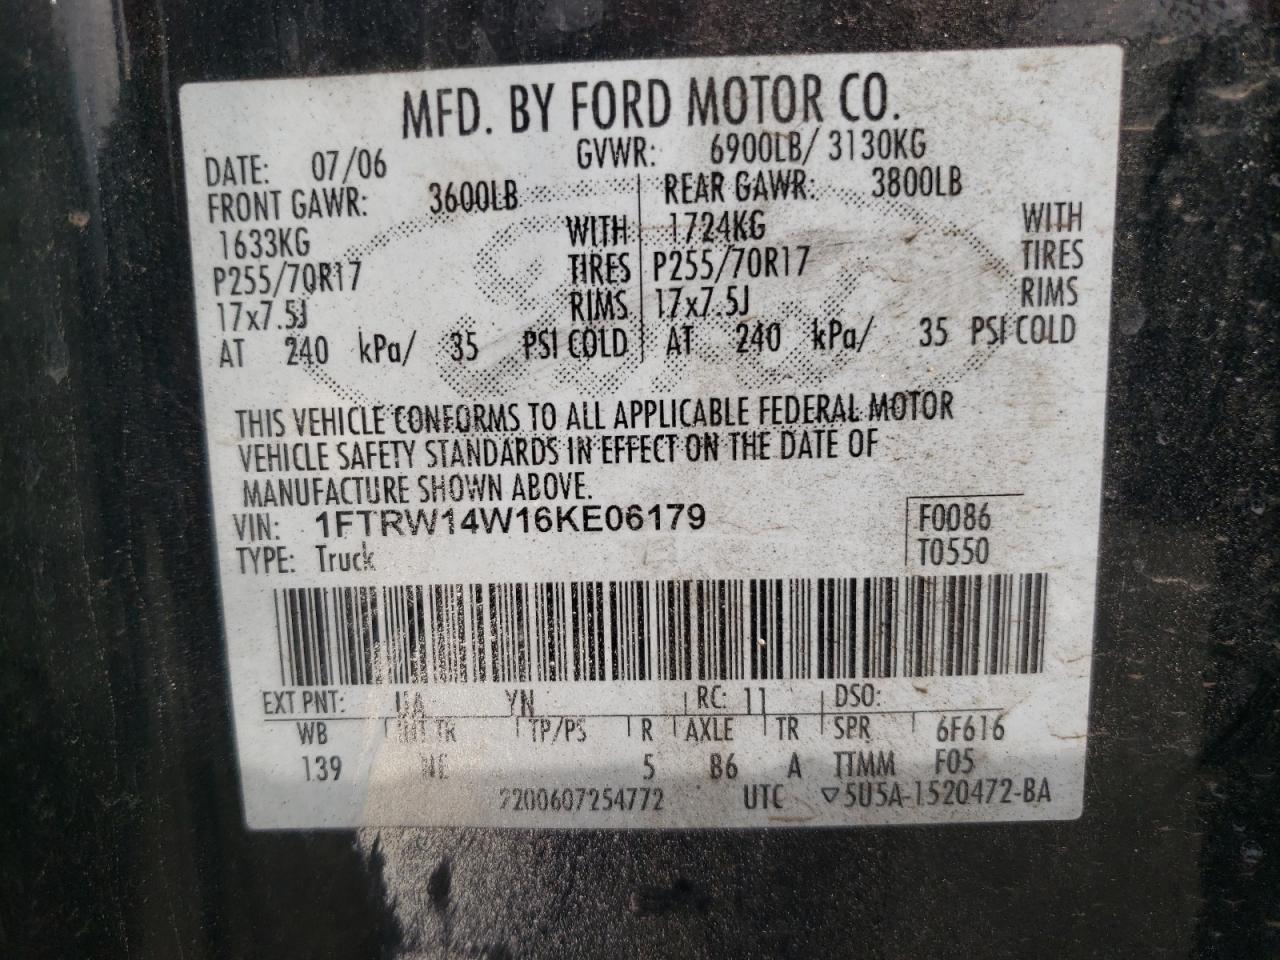 MFD. BY FORD MOTOR CO.
DATE: 07/06 GVWR: 6900LB/ 3130KG
FRONT GAWR: 3600LB REAR GAWR: 3800LB
1633KG WITH 1724KG WITH
P255/70R17 TIRES P255/70R17 TIRES
17x7.5J RIMS 17x7.5J RIMS
AT 240 kPa/ 35 PSI COLD AT 240 kPa/ 35 PSI COLD
THIS VEHICLE CONFORMS TO ALL APPLICABLE FEDERAL MOTOR
VEHICLE SAFETY STANDARDS IN EFFECT ON THE DATE OF
MANUFACTURE SHOWN ABOVE.
VIN: 1FTRW14W16KE06179 F0086
TYPE: Truck T0550
EXT PNT: UA YN RC: 11 DSO:
WB INT TR TP/PS R AXLE TR SPR 6F616
139 5 B6 A TTMM F05
UTC ▽5U5A-1520472-BA